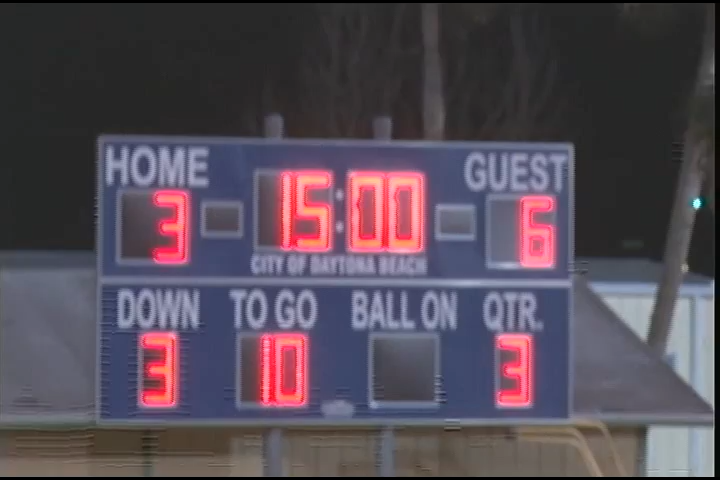 HOME 15:00 GUEST
3 6
CITY OF DAYTONA BEACH
DOWN TO GO BALL ON QTR.
3 10 3